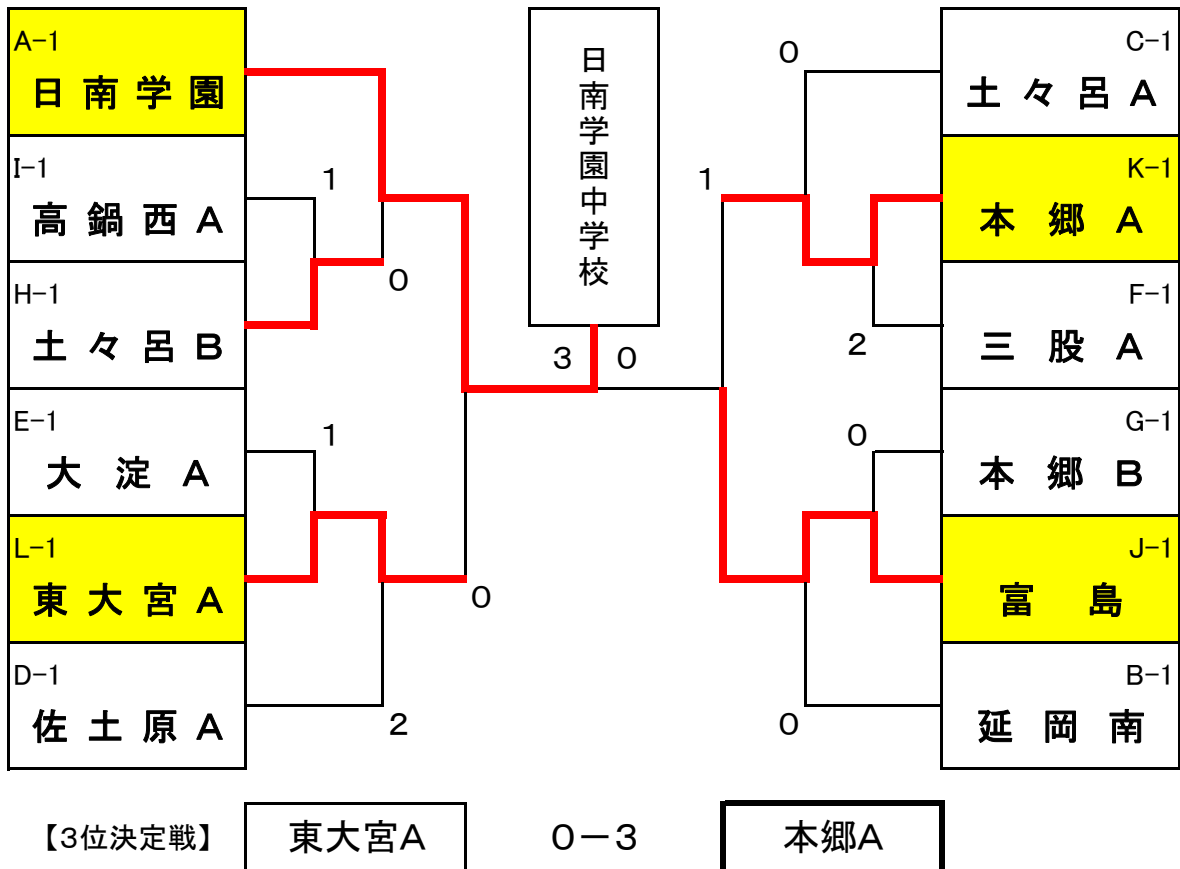 A-1
日南学園
I-1
高鍋西A
H-1
土々呂B
E-1
大淀A
L-1
東大宮A
D-1
佐土原A
1
0
1
0
2
日南学園中学校
3 0
0
1
2
0
0
C-1
土々呂A
K-1
本郷A
F-1
三股A
G-1
本郷B
J-1
富島
B-1
延岡南
【3位決定戦】 東大宮A 0-3 本郷A